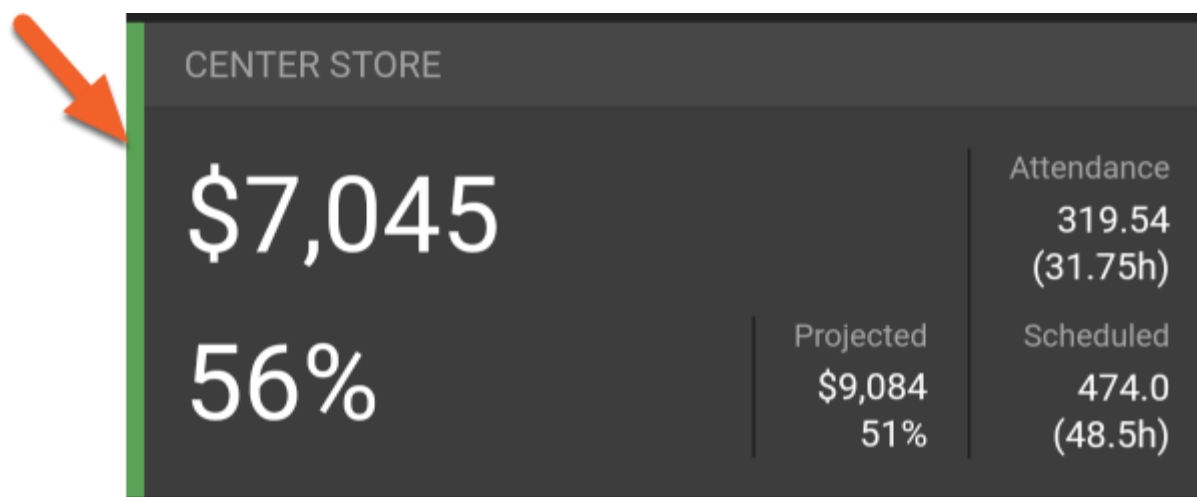 CENTER STORE
$7,045
Attendance
319.54
(31.75h)
56%
Projected
$9,084
51%
Scheduled
474.0
(48.5h)